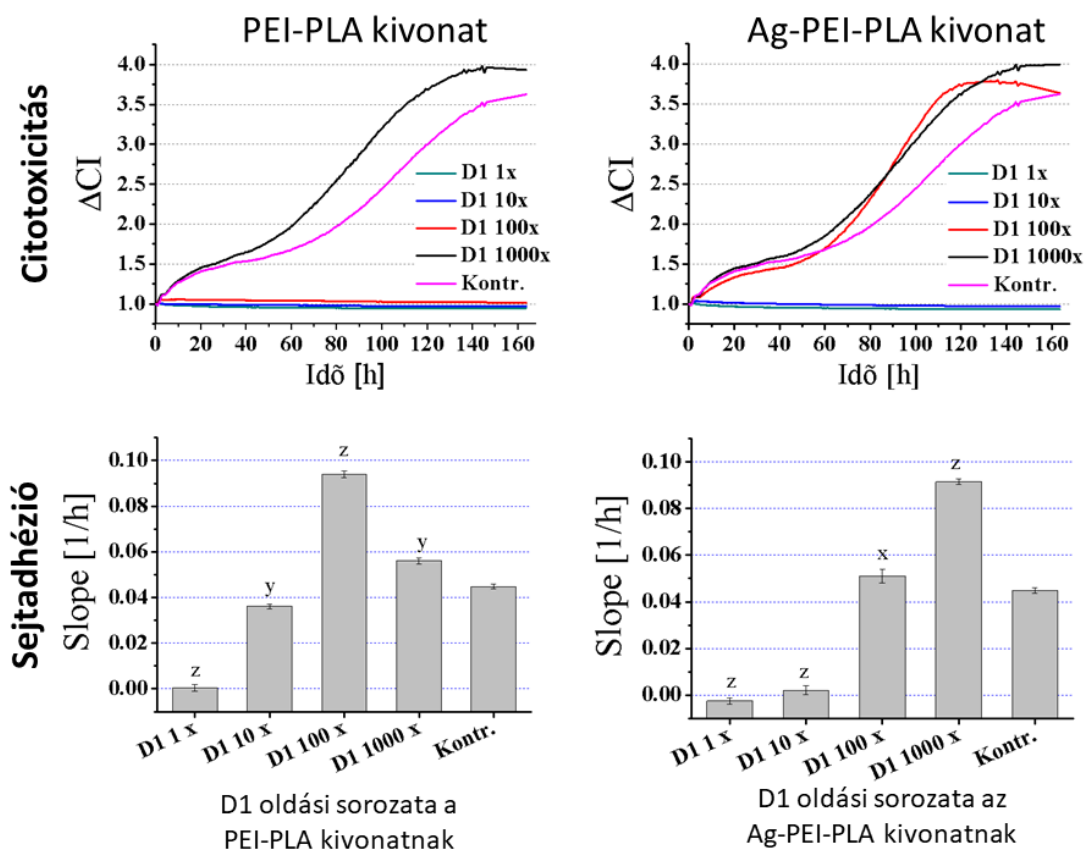 PEI-PLA kivonat
Ag-PEI-PLA kivonat
Citotoxicitás
ΔCI
4.0
3.5
3.0
2.5
2.0
1.5
1.0
D1 1x
D1 10x
D1 100x
D1 1000x
Kontr.
0 20 40 60 80 100 120 140 160
Idõ [h]
ΔCI
4.0
3.5
3.0
2.5
2.0
1.5
1.0
D1 1x
D1 10x
D1 100x
D1 1000x
Kontr.
0 20 40 60 80 100 120 140 160
Idõ [h]
Sejtadhézió
Slope [1/h]
0.10
0.08
0.06
0.04
0.02
0.00
z
y
z
y
D1 1 x
D1 10 x
D1 100 x
D1 1000 x
Kontr.
D1 oldási sorozata a
PEI-PLA kivonatnak
Slope [1/h]
0.10
0.08
0.06
0.04
0.02
0.00
z
z
x
z
D1 1 x
D1 10 x
D1 100 x
D1 1000 x
Kontr.
D1 oldási sorozata az
Ag-PEI-PLA kivonatnak